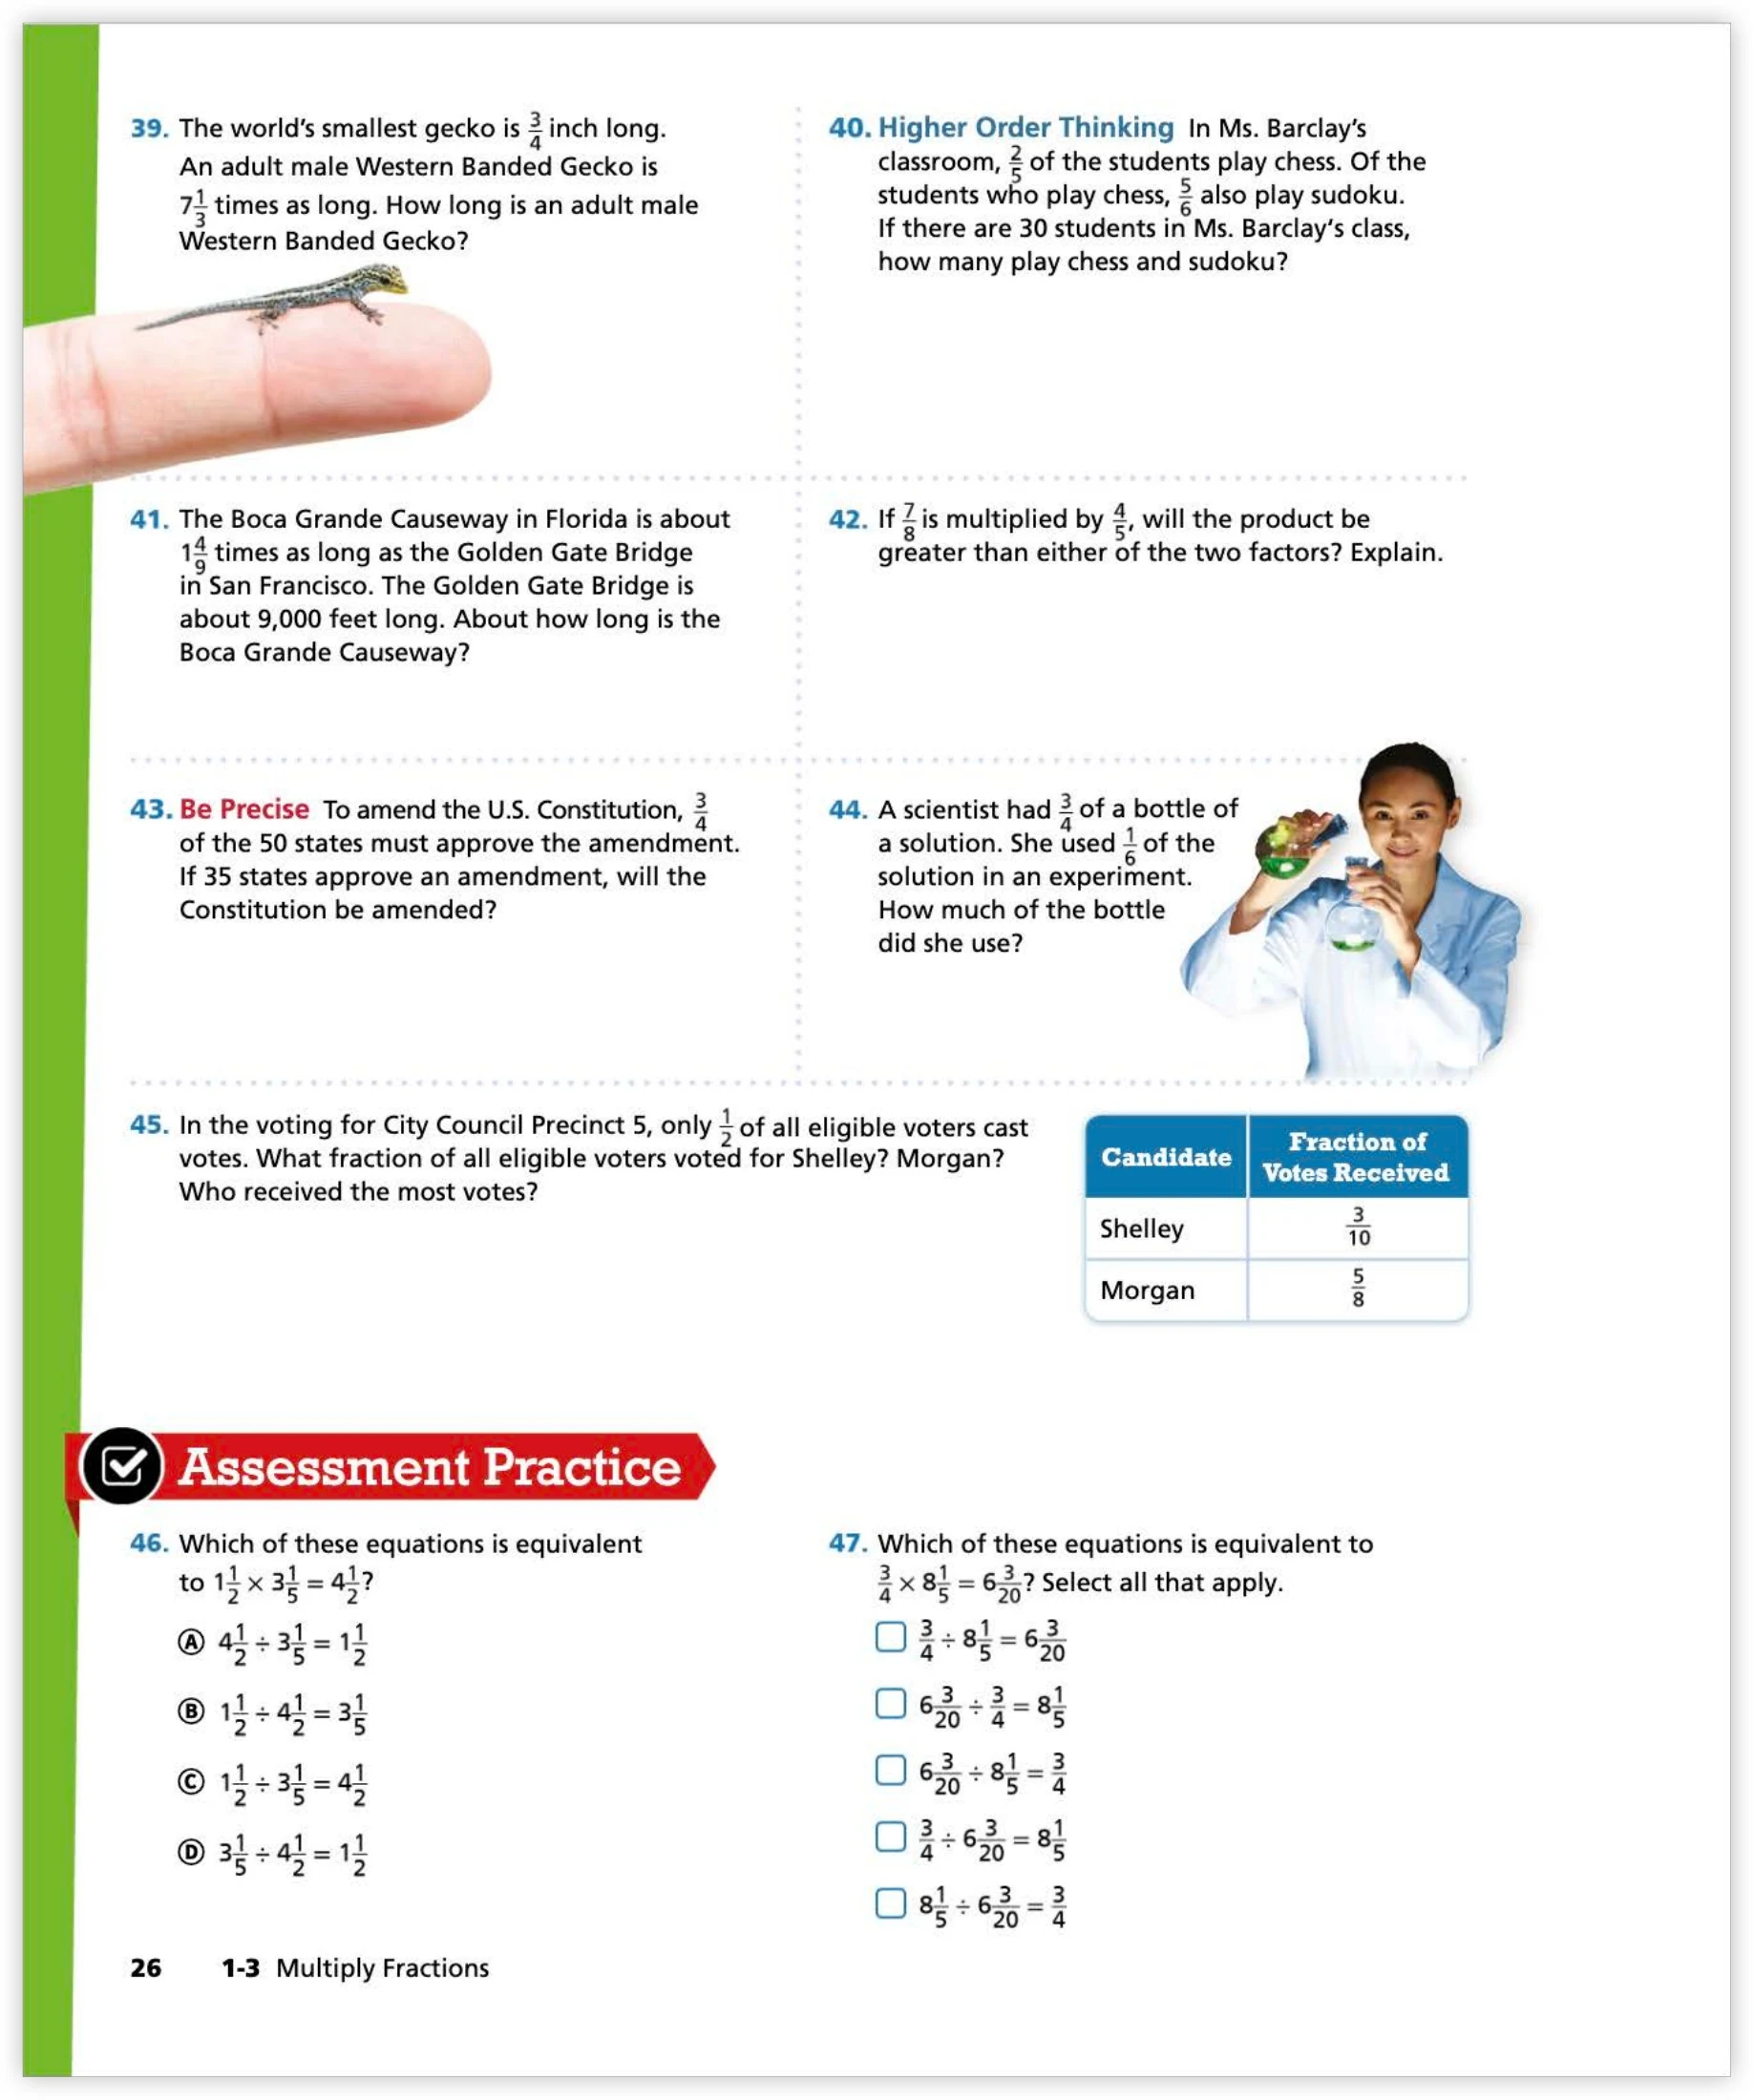 39. The world's smallest gecko is 3/4 inch long.
An adult male Western Banded Gecko is
7 1/3 times as long. How long is an adult male
Western Banded Gecko?
40. Higher Order Thinking In Ms. Barclay's
classroom, 2/5 of the students play chess. Of the
students who play chess, 5/6 also play sudoku.
If there are 30 students in Ms. Barclay's class,
how many play chess and sudoku?
41. The Boca Grande Causeway in Florida is about
1 4/9 times as long as the Golden Gate Bridge
in San Francisco. The Golden Gate Bridge is
about 9,000 feet long. About how long is the
Boca Grande Causeway?
42. If 7/8 is multiplied by 4/5, will the product be
greater than either of the two factors? Explain.
43. Be Precise To amend the U.S. Constitution, 3/4
of the 50 states must approve the amendment.
If 35 states approve an amendment, will the
Constitution be amended?
44. A scientist had 3/4 of a bottle of
a solution. She used 1/6 of the
solution in an experiment.
How much of the bottle
did she use?
45. In the voting for City Council Precinct 5, only 1/2 of all eligible voters cast
votes. What fraction of all eligible voters voted for Shelley? Morgan?
Who received the most votes?
Candidate
Fraction of
Votes Received
Shelley 3/10
Morgan 5/8
Assessment Practice
46. Which of these equations is equivalent
to 1 1/2 × 3 1/5 = 4 1/2?
A 4 1/2 ÷ 3 1/5 = 1 1/2
B 1 1/2 ÷ 4 1/2 = 3 1/5
C 1 1/2 ÷ 3 1/5 = 4 1/2
D 3 1/5 ÷ 4 1/2 = 1 1/2
47. Which of these equations is equivalent to
3/4 × 8 1/5 = 6 3/20? Select all that apply.
3/4 ÷ 8 1/5 = 6 3/20
6 3/20 ÷ 3/4 = 8 1/5
6 3/20 ÷ 8 1/5 = 3/4
3/4 ÷ 6 3/20 = 8 1/5
8 1/5 ÷ 6 3/20 = 3/4
26 1-3 Multiply Fractions